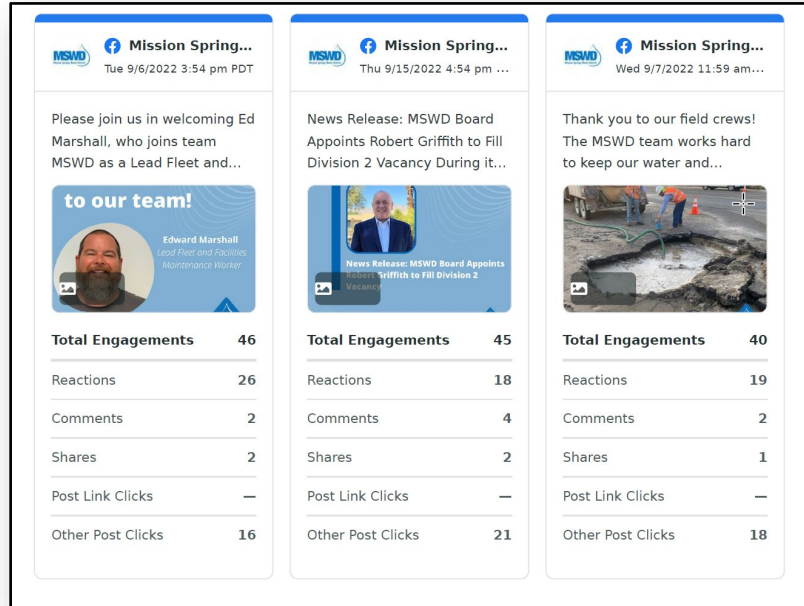 MSWD
Mission Spring...
Tue 9/6/2022 3:54 pm PDT
Please join us in welcoming Ed
Marshall, who joins team
MSWD as a Lead Fleet and...
to our team!
Edward Marshall
Lead Fleet and Facilities
Maintenance Worker
Total Engagements 46
Reactions 26
Comments 2
Shares 2
Post Link Clicks —
Other Post Clicks 16
MSWD
Mission Spring...
Thu 9/15/2022 4:54 pm ...
News Release: MSWD Board
Appoints Robert Griffith to Fill
Division 2 Vacancy During it...
News Release: MSWD Board Appoints
Robert Griffith to Fill Division 2
Vacancy
Total Engagements 45
Reactions 18
Comments 4
Shares 2
Post Link Clicks —
Other Post Clicks 21
MSWD
Mission Spring...
Wed 9/7/2022 11:59 am...
Thank you to our field crews!
The MSWD team works hard
to keep our water and...
Total Engagements 40
Reactions 19
Comments 2
Shares 1
Post Link Clicks —
Other Post Clicks 18